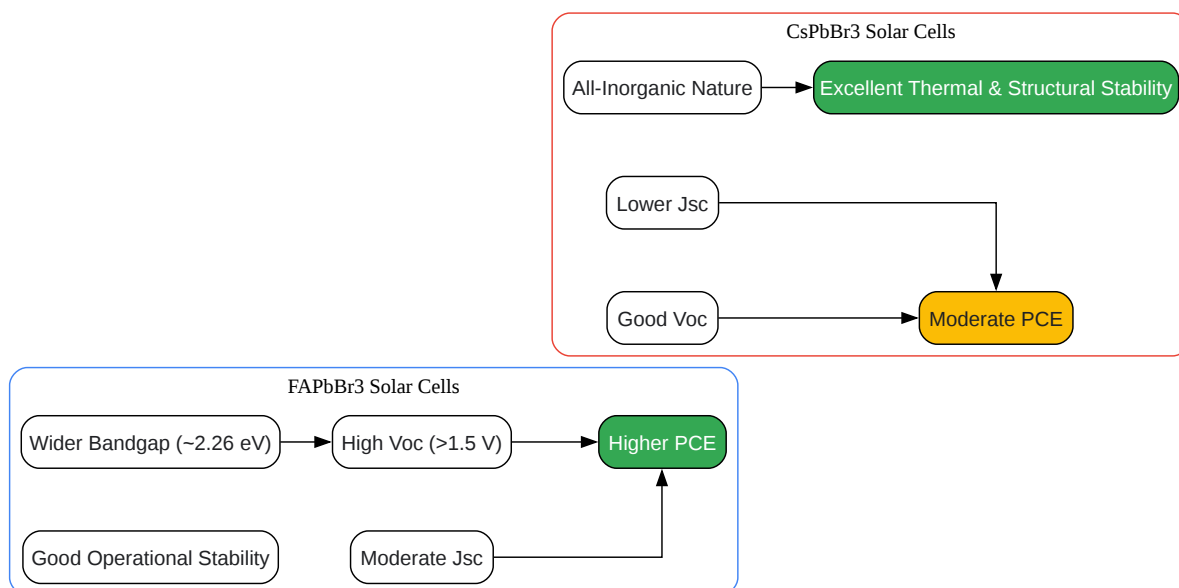 CsPbBr3 Solar Cells
All-Inorganic Nature
Excellent Thermal & Structural Stability
Lower Jsc
Good Voc
Moderate PCE
FAPbBr3 Solar Cells
Wider Bandgap (~2.26 eV)
High Voc (>1.5 V)
Higher PCE
Good Operational Stability
Moderate Jsc